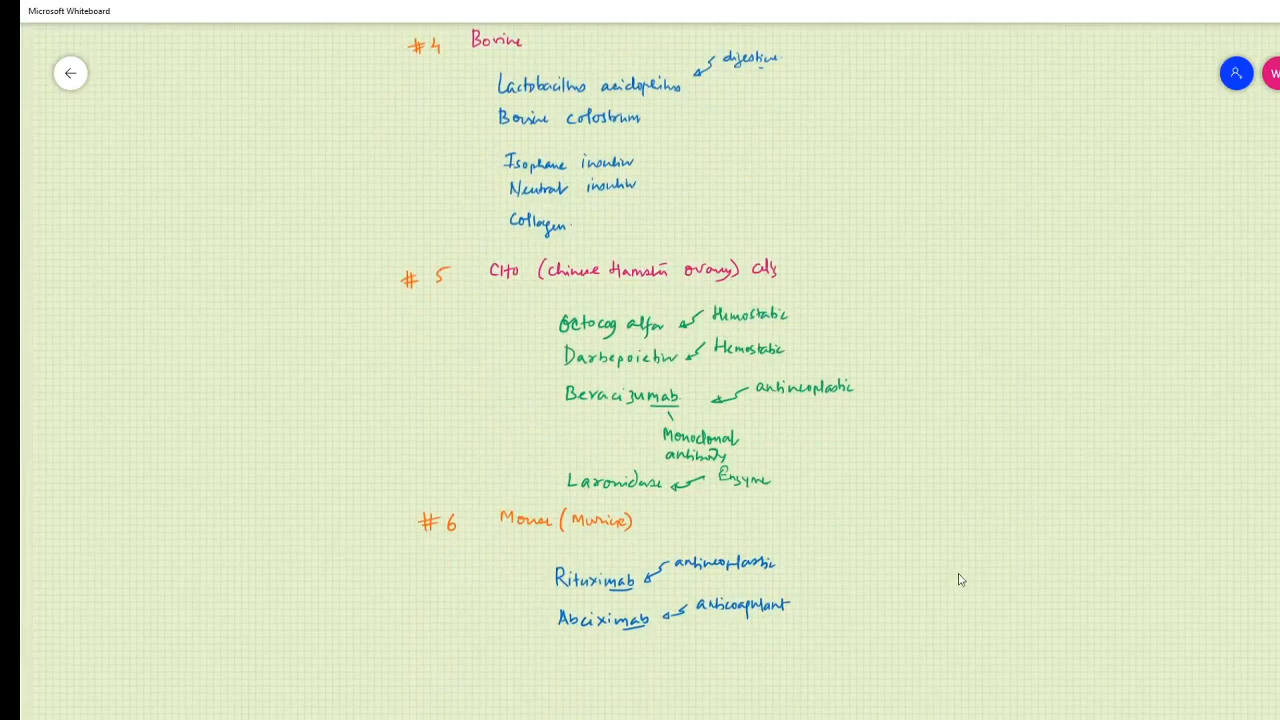 Microsoft Whiteboard
#4 Bovine
Lactobacillus acidophilus digestive.
Bovine colostrum
Isophane insulin
Neutral insulin
Collagen.
# 5 CHO (Chinese Hamster ovary) cells
Octocog alfa Hemostatic
Darbepoietin Hemostatic
Bevacizumab antineoplastic
Monoclonal
antibody
Laronidase Enzyme
#6 Mouse (Murine)
Rituximab antineoplastic
Abciximab anticoagulant
W